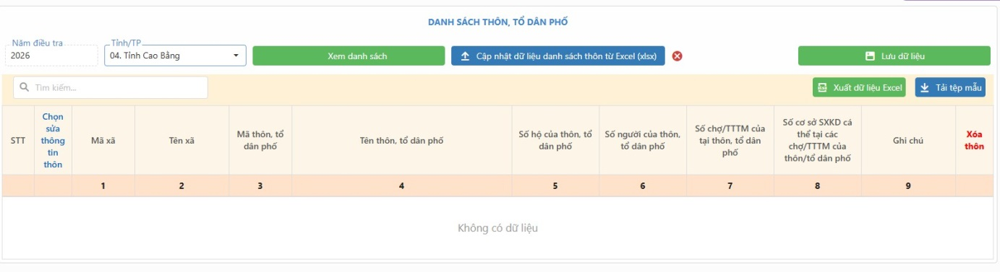 DANH SÁCH THÔN, TỔ DÂN PHỐ
Năm điều tra
2026
Tỉnh/TP
04. Tỉnh Cao Bằng
Xem danh sách
Cập nhật dữ liệu danh sách thôn từ Excel (xlsx)
Lưu dữ liệu
Tìm kiếm...
Xuất dữ liệu Excel
Tải tệp mẫu
STT
Chọn
sửa
thông
tin
thôn
Mã xã
Tên xã
Mã thôn, tổ
dân phố
Tên thôn, tổ dân phố
Số hộ của thôn, tổ
dân phố
Số người của thôn,
tổ dân phố
Số chợ/TTTM của
tại thôn, tổ dân
phố
Số cơ sở SXKD cá
thể tại các
chợ/TTTM của
thôn/tổ dân phố
Ghi chú
Xóa
thôn
1
2
3
4
5
6
7
8
9
Không có dữ liệu